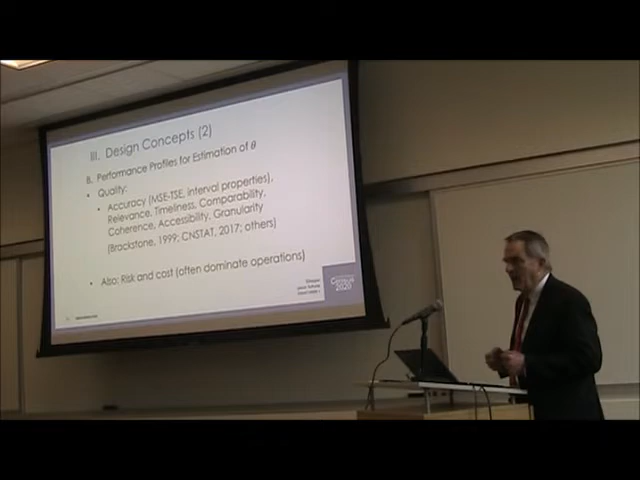 III. Design Concepts (2)
B. Performance Profiles for Estimation of θ
• Quality:
• Accuracy (MSE-TSE, interval properties),
Relevance, Timeliness, Comparability,
Coherence, Accessibility, Granularity
(Brackstone, 1999; CNSTAT, 2017; others)
• Also: Risk and cost (often dominate operations)
Census
2020